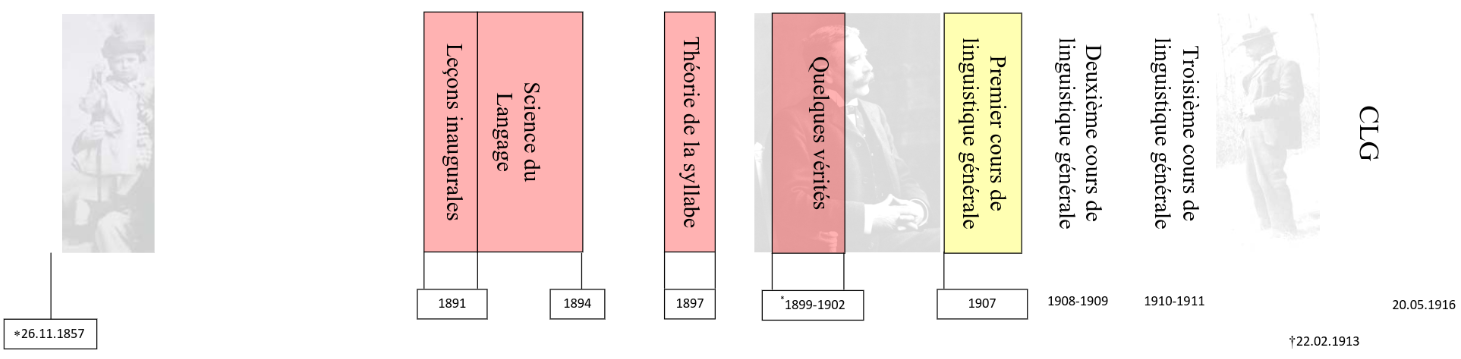 Leçons inaugurales
Science du
Langage
Théorie de la syllabe
Quelques vérités
Premier cours de
linguistique générale
Deuxième cours de
linguistique générale
Troisième cours de
linguistique générale
CLG
1891
1894
1897
*1899-1902
1907
1908-1909
1910-1911
20.05.1916
*26.11.1857
†22.02.1913